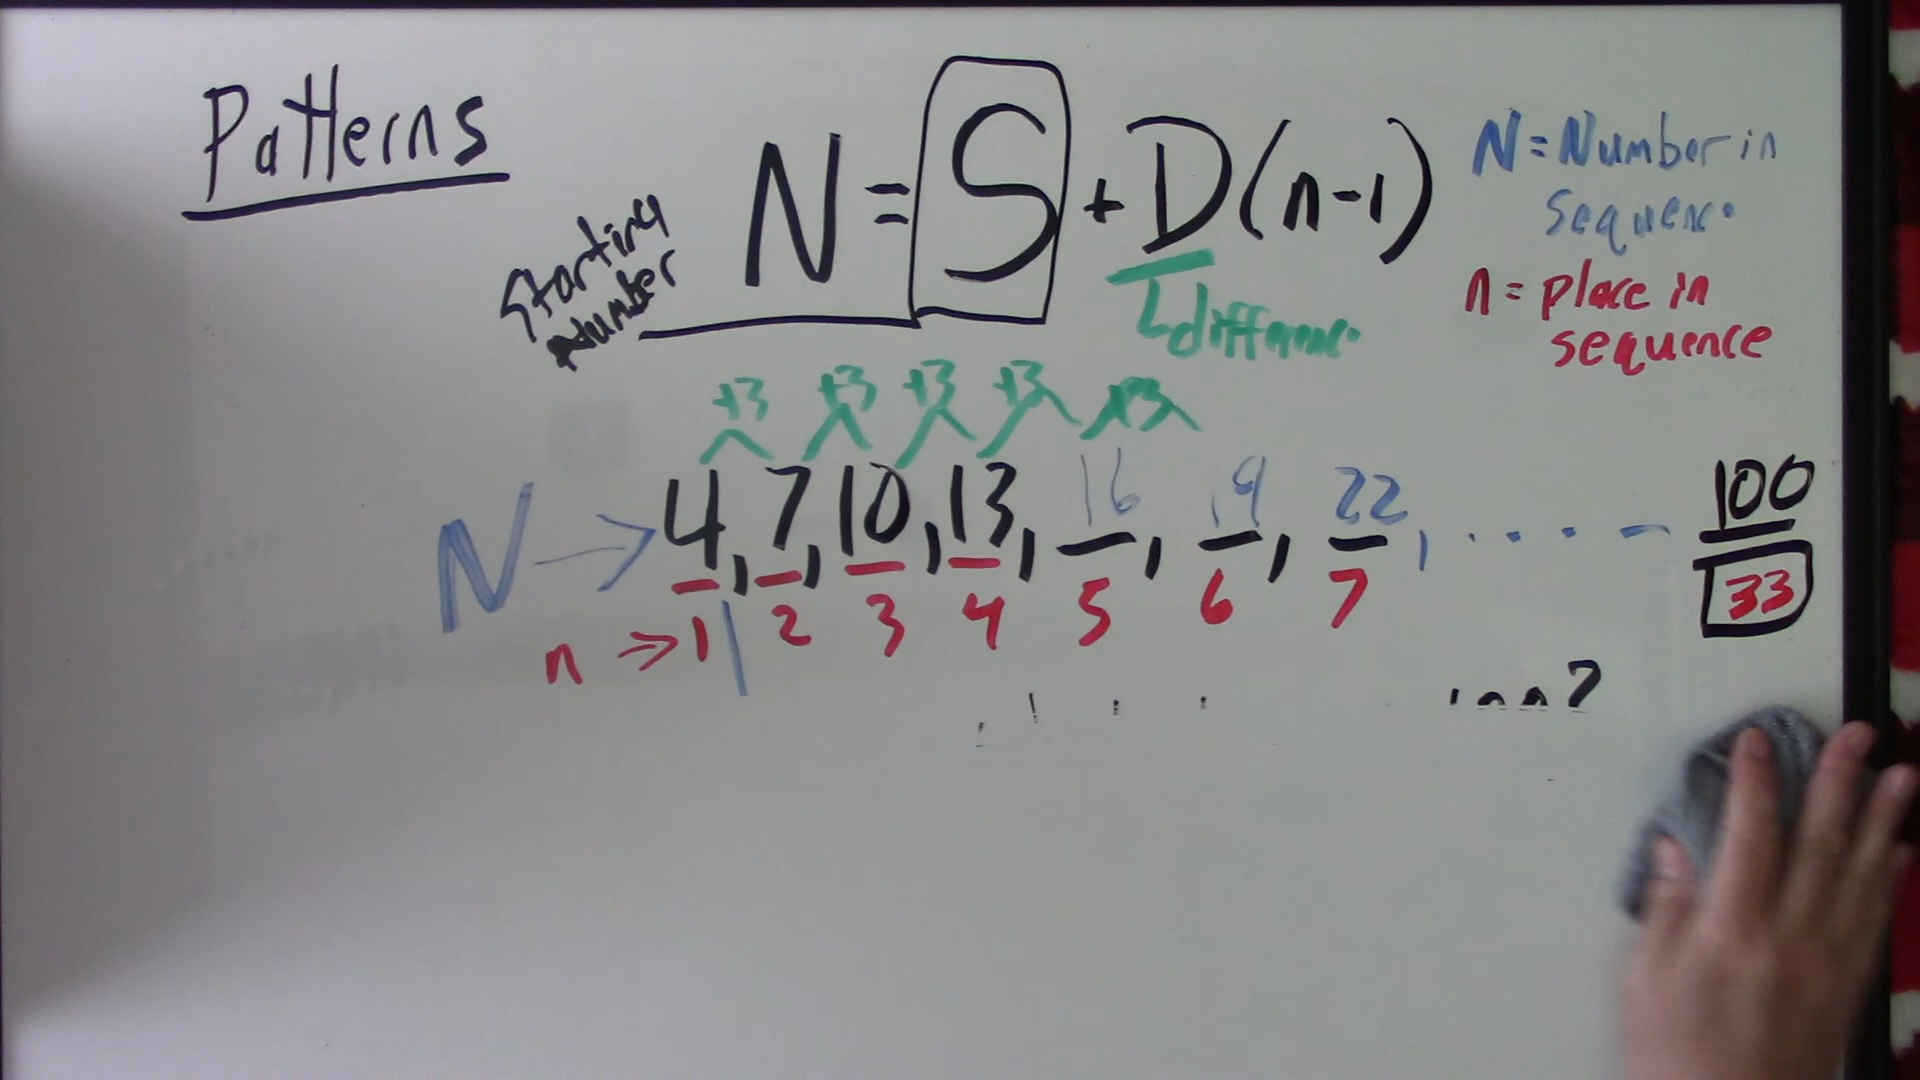 Patterns
N = S + D(n-1)
Starting
Number
difference
N = Number in
sequence
n = place in
sequence
+3 +3 +3 +3 +3
N → 4, 7, 10, 13, 16, 19, 22, .... - 100
n → 1 2 3 4 5 6 7 33
?